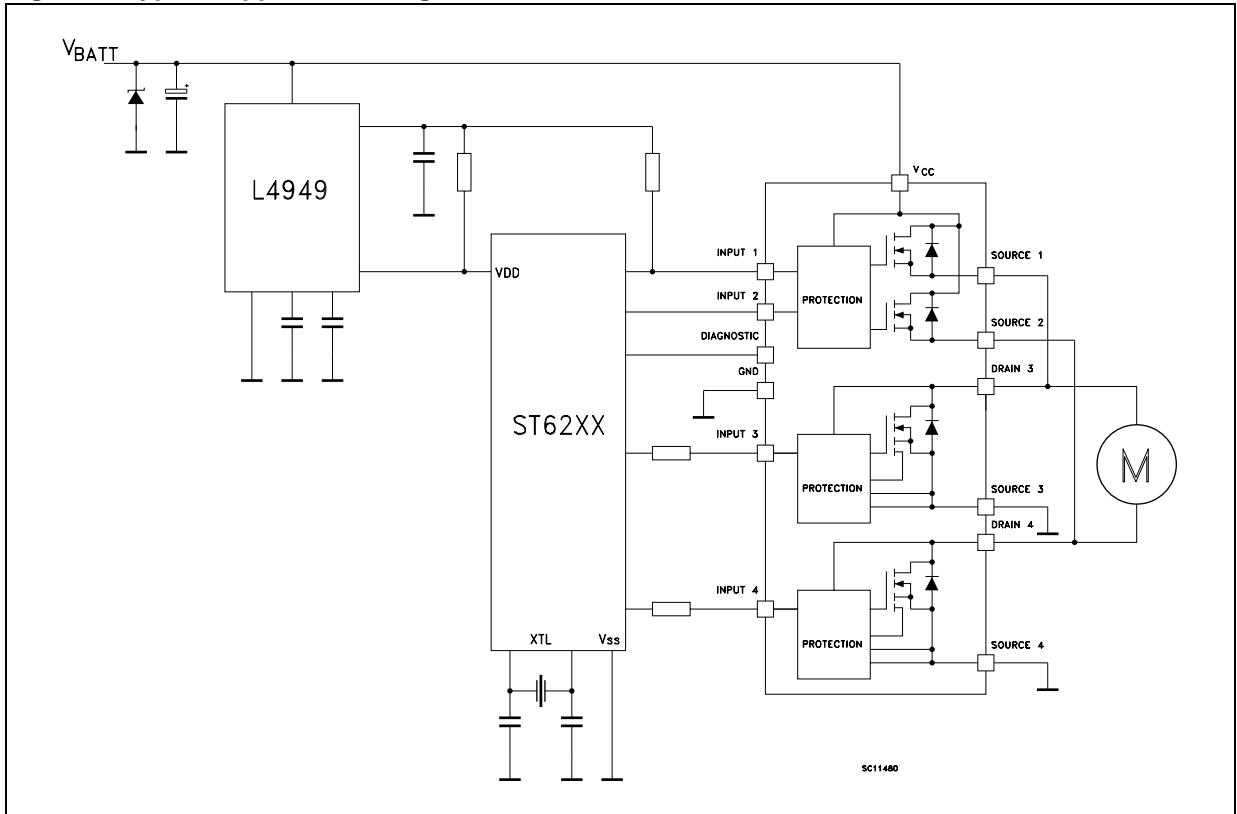 VBATT
L4949
VCC
INPUT 1
SOURCE 1
VDD
PROTECTION
INPUT 2
SOURCE 2
DIAGNOSTIC
GND
DRAIN 3
ST62XX
INPUT 3
PROTECTION
M
SOURCE 3
DRAIN 4
INPUT 4
XTL
Vss
PROTECTION
SOURCE 4
SC11480